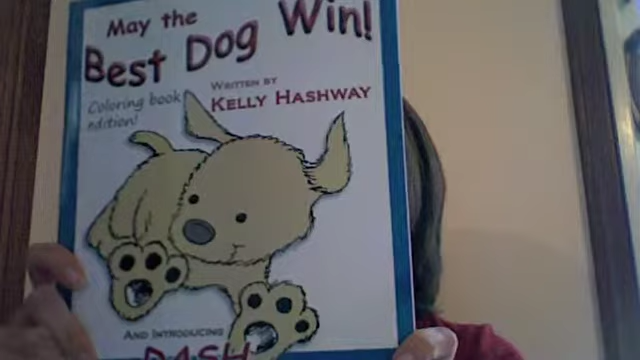 May the
Best Dog Win!
WRITTEN BY
KELLY HASHWAY
Coloring book
edition!
AND INTRODUCING
DASH